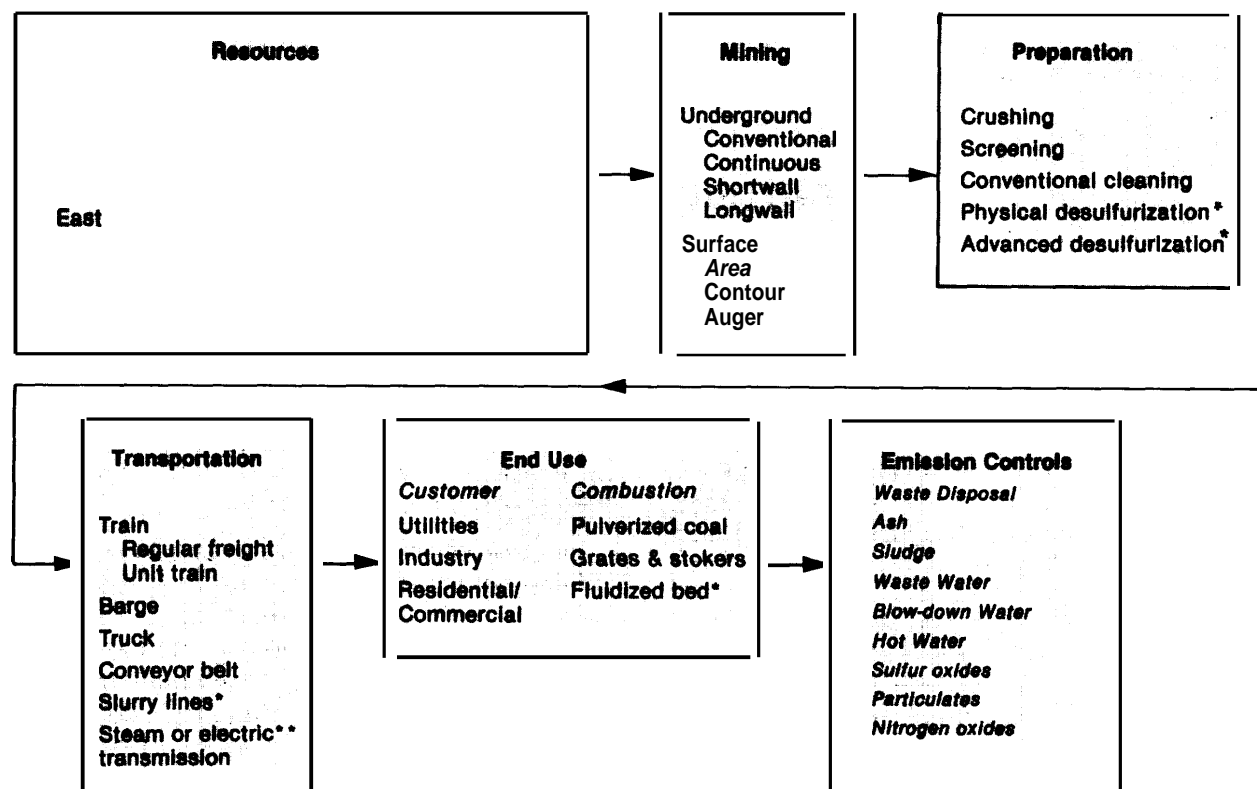 Resources
East
Mining
Underground
Conventional
Continuous
Shortwall
Longwall
Surface
Area
Contour
Auger
Preparation
Crushing
Screening
Conventional cleaning
Physical desulfurization*
Advanced desulfurization*
Transportation
Train
Regular freight
Unit train
Barge
Truck
Conveyor belt
Slurry lines*
Steam or electric**
transmission
End Use
Customer
Utilities
Industry
Residential/
Commercial
Combustion
Pulverized coal
Grates & stokers
Fluidized bed*
Emission Controls
Waste Disposal
Ash
Sludge
Waste Water
Blow-down Water
Hot Water
Sulfur oxides
Particulates
Nitrogen oxides